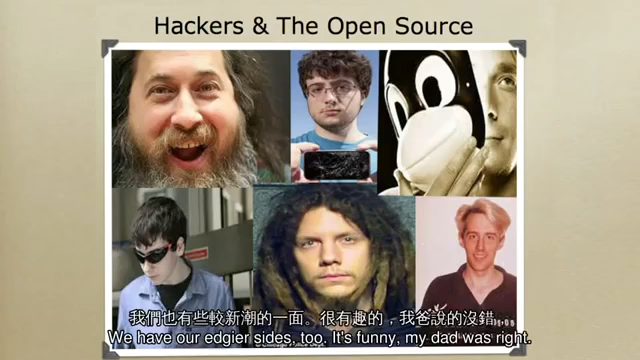 Hackers & The Open Source
我們也有些較新潮的一面。很有趣的，我爸說的沒錯
We have our edgier sides, too. It's funny, my dad was right.